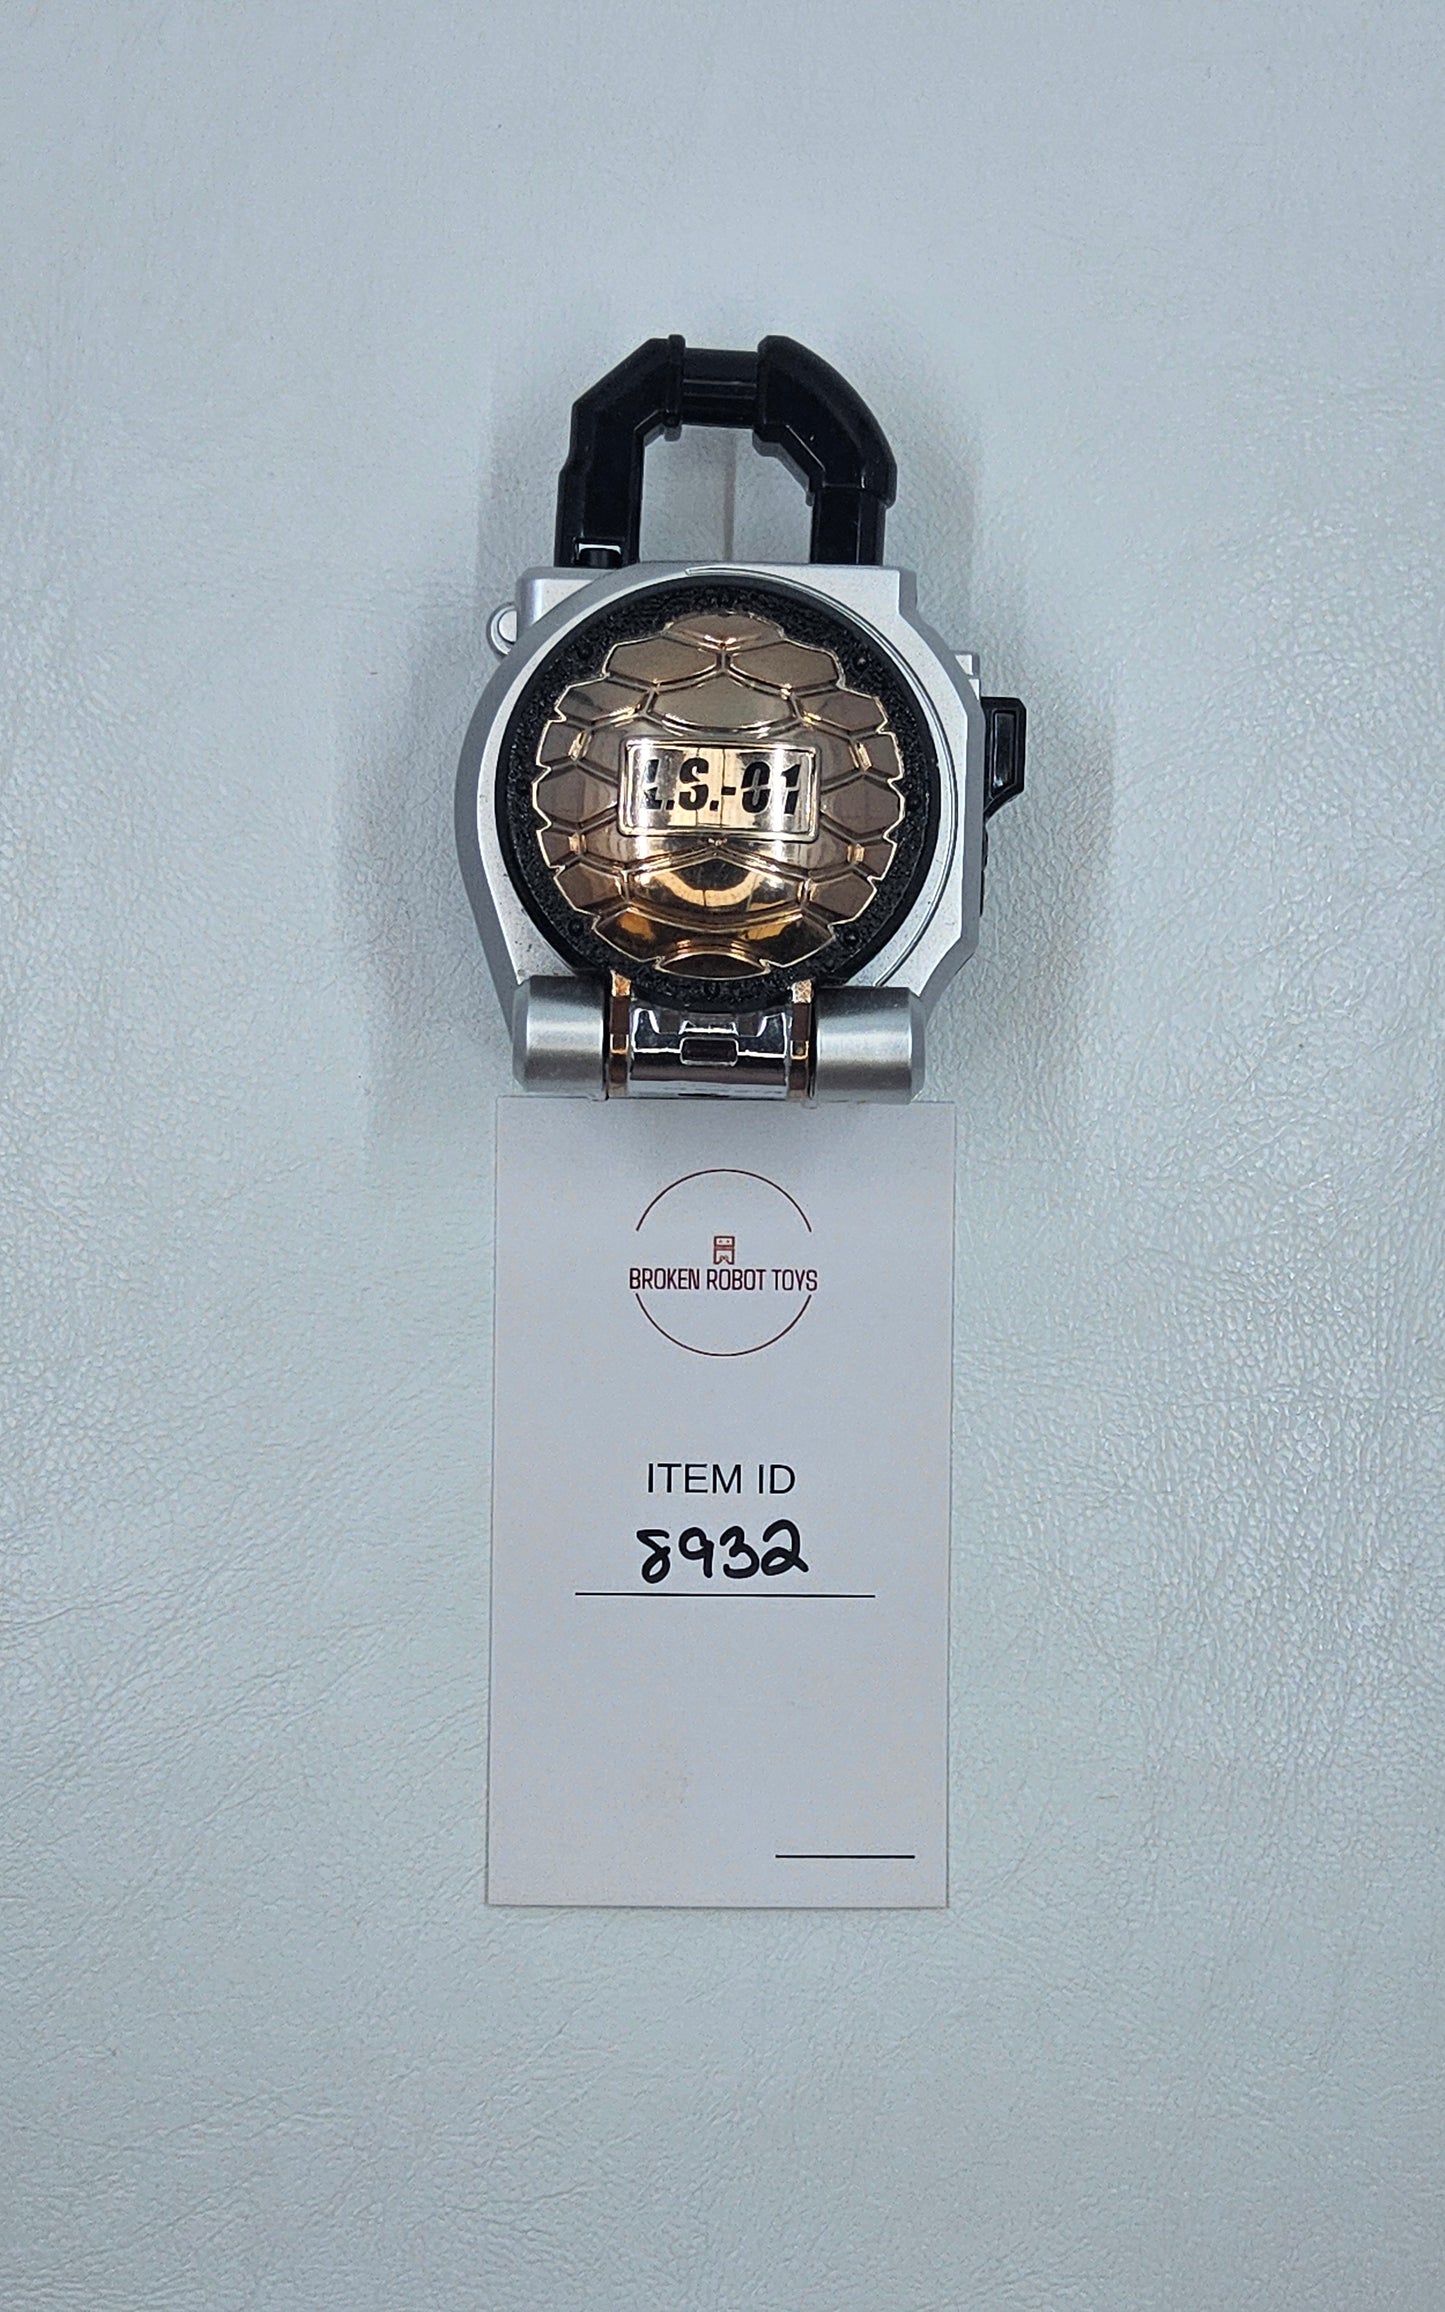 L.S.-01
BROKEN ROBOT TOYS
ITEM ID
8932